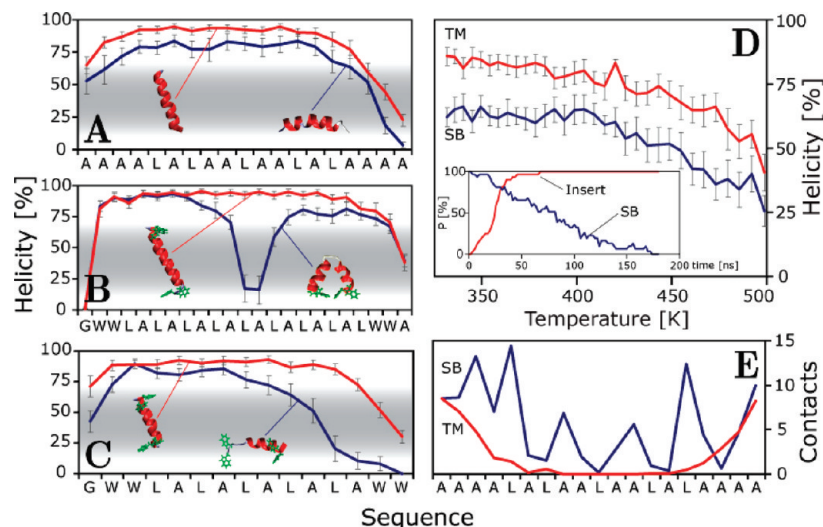 100
75
50
25
0
A
A A A A L A L A A L A A L A L A A A A
100
75
50
25
0
B
G W W L A L A L A L A L A L A L A L A L W W A
100
75
50
25
0
C
G W W L A L A L A L A L A W W
Helicity [%]
Sequence
TM
SB
D
100
75
50
25
0
Helicity [%]
100
50
0
P [%]
Insert
SB
0 50 100 150 200 time [ns]
350 400 450 500
Temperature [K]
SB
TM
E
15
10
5
0
Contacts
A A A A L A L A A L A A L A L A A A A